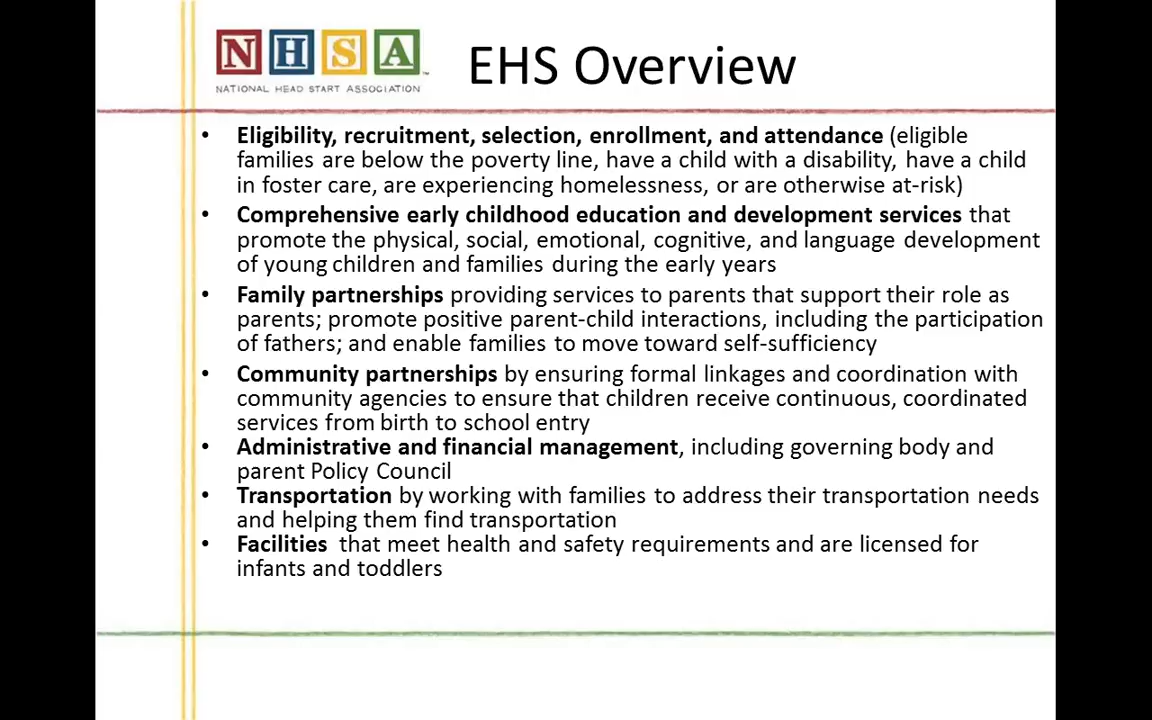 NHSA
NATIONAL HEAD START ASSOCIATION™
EHS Overview
• Eligibility, recruitment, selection, enrollment, and attendance (eligible
families are below the poverty line, have a child with a disability, have a child
in foster care, are experiencing homelessness, or are otherwise at-risk)
• Comprehensive early childhood education and development services that
promote the physical, social, emotional, cognitive, and language development
of young children and families during the early years
• Family partnerships providing services to parents that support their role as
parents; promote positive parent-child interactions, including the participation
of fathers; and enable families to move toward self-sufficiency
• Community partnerships by ensuring formal linkages and coordination with
community agencies to ensure that children receive continuous, coordinated
services from birth to school entry
• Administrative and financial management, including governing body and
parent Policy Council
• Transportation by working with families to address their transportation needs
and helping them find transportation
• Facilities that meet health and safety requirements and are licensed for
infants and toddlers